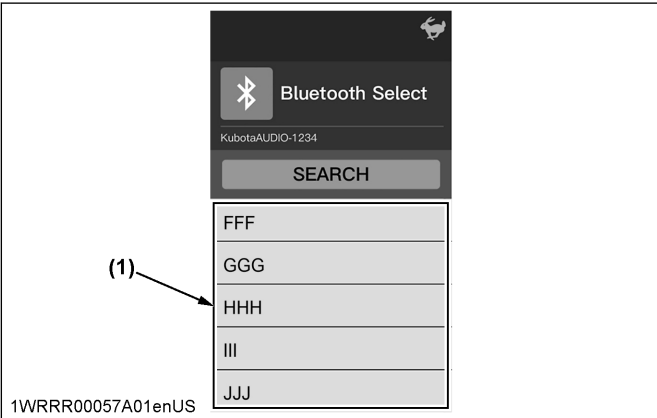 Bluetooth Select
KubotaAUDIO-1234
SEARCH
FFF
GGG
(1)
HHH
III
JJJ
1WRRR00057A01enUS